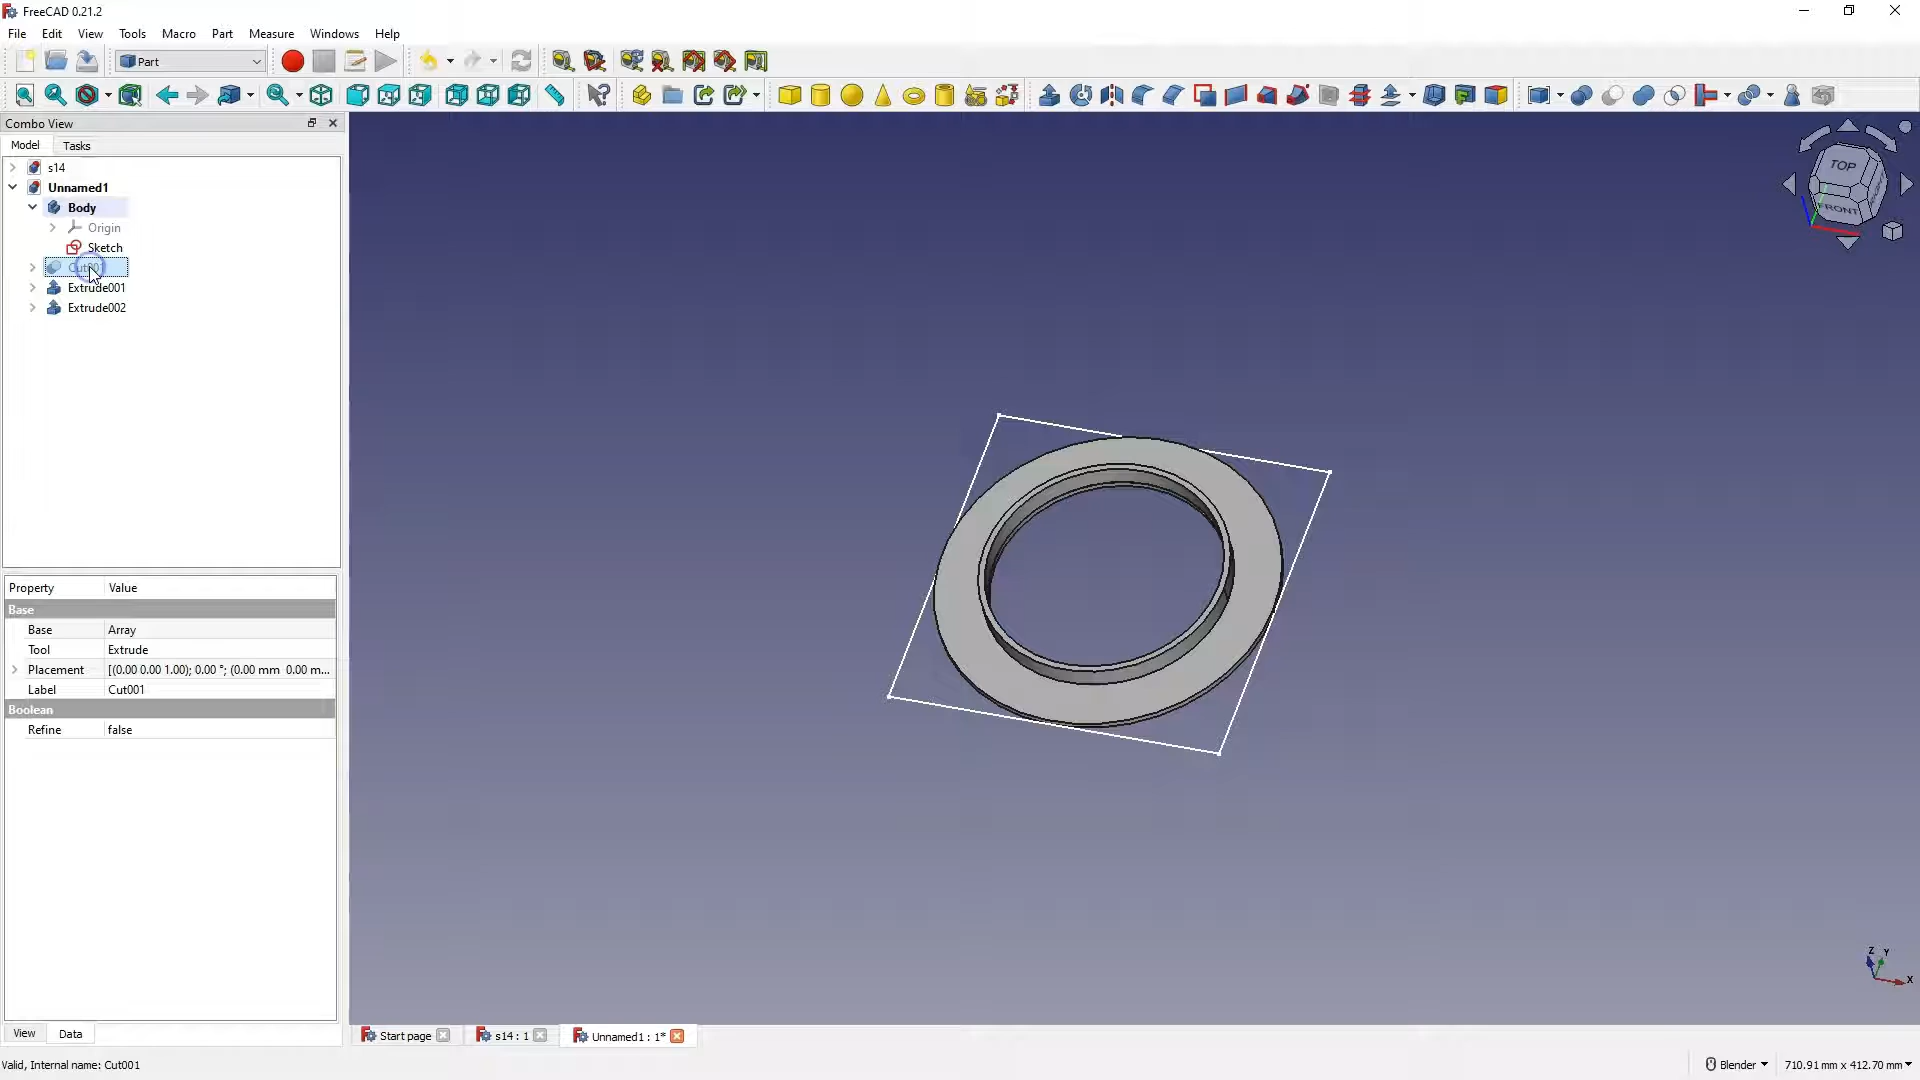 FreeCAD 0.21.2
File Edit View Tools Macro Part Measure Windows Help
Part
Combo View
Model Tasks
s14
Unnamed1
Body
Origin
Sketch
Cut001
Extrude001
Extrude002
TOP
FRONT
Property Value
Base
Base Array
Tool Extrude
Placement [(0.00 0.00 1.00); 0.00 °; (0.00 mm 0.00 m...
Label Cut001
Boolean
Refine false
Z Y
X
View Data
Start page s14 : 1 Unnamed1 : 1*
Valid, Internal name: Cut001
Blender 710.91 mm x 412.70 mm